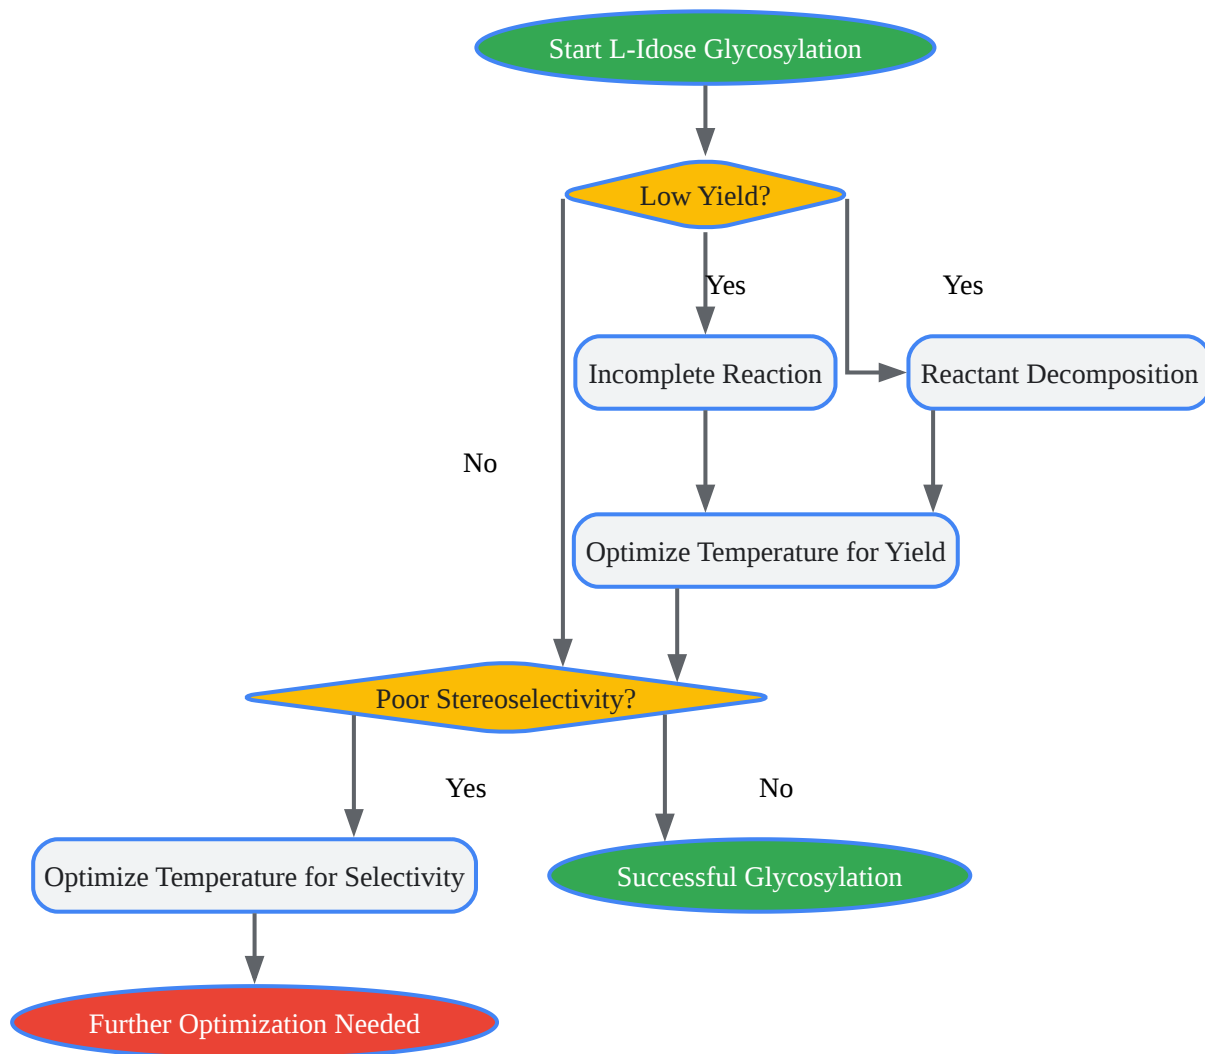 Start L-Idose Glycosylation
Low Yield?
Yes
Yes
Incomplete Reaction
Reactant Decomposition
No
Optimize Temperature for Yield
Poor Stereoselectivity?
Yes
No
Optimize Temperature for Selectivity
Successful Glycosylation
Further Optimization Needed